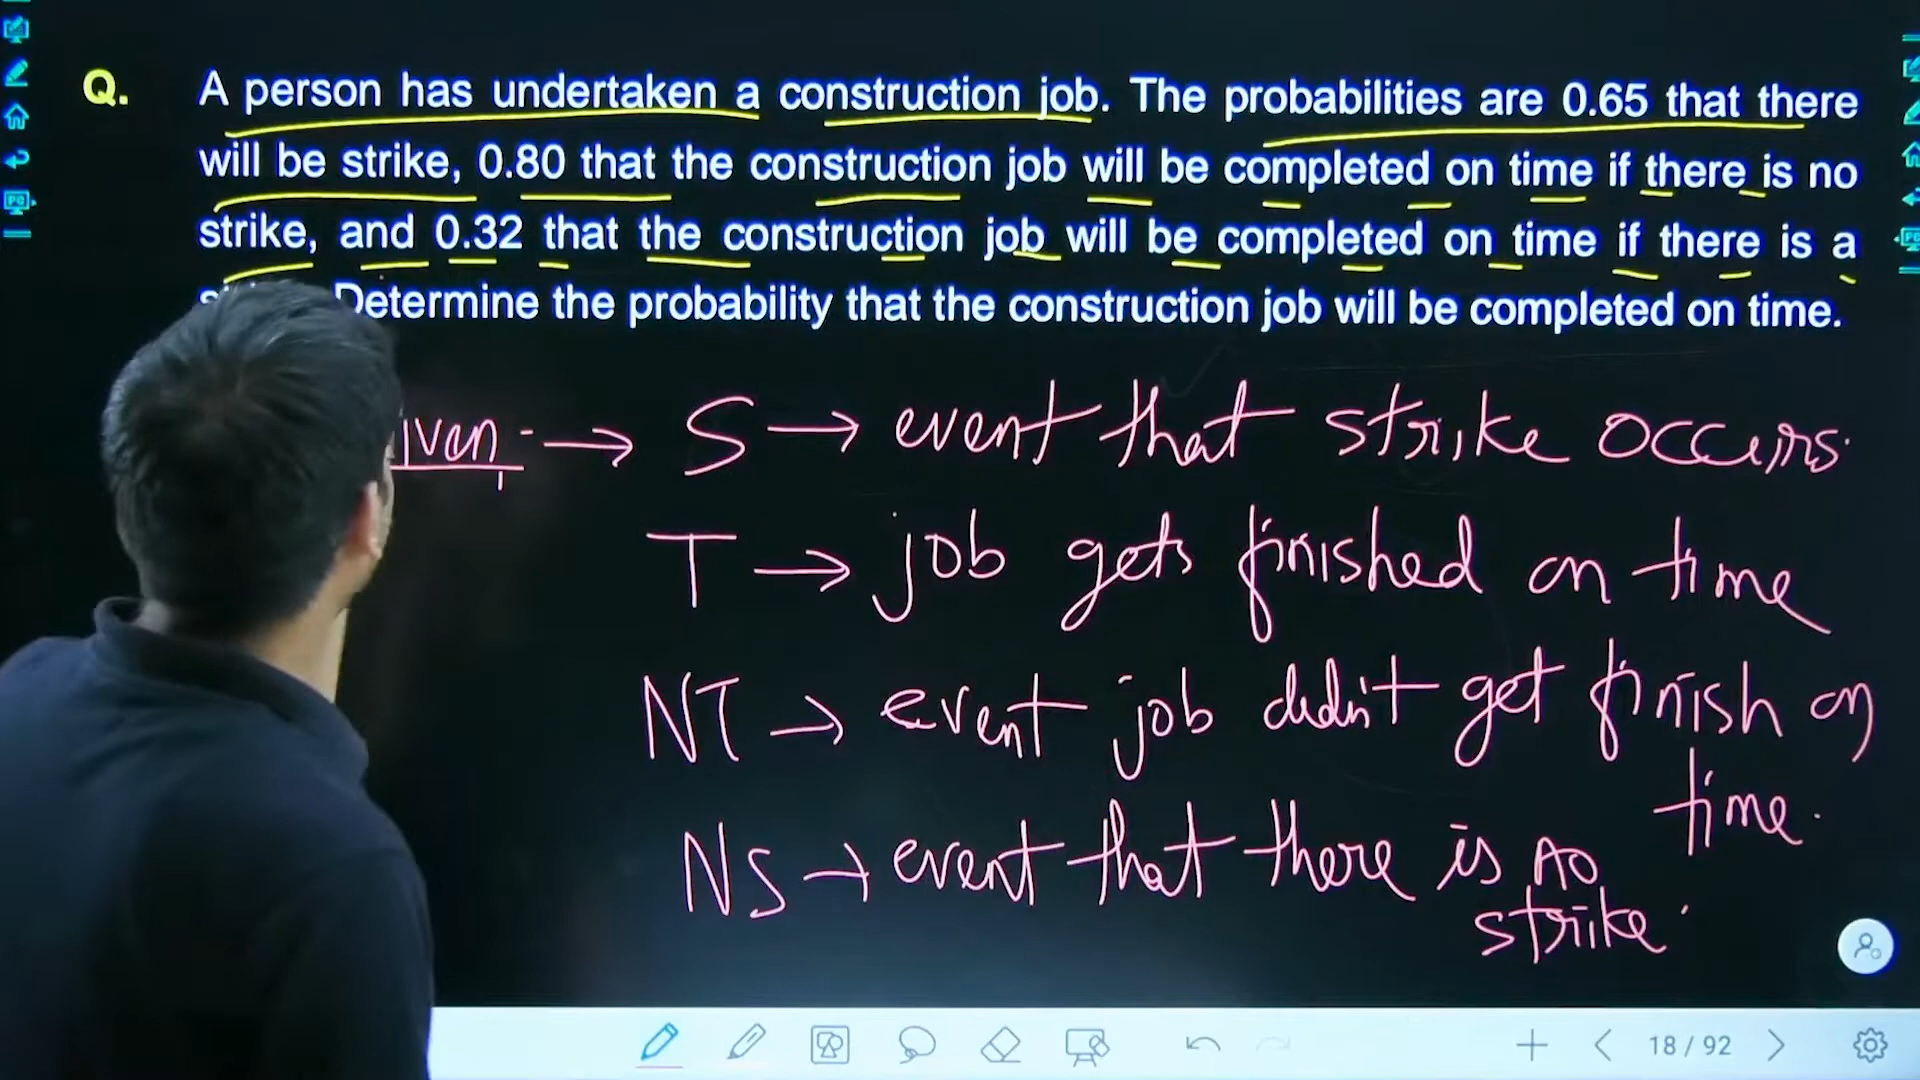 Q. A person has undertaken a construction job. The probabilities are 0.65 that there
will be strike, 0.80 that the construction job will be completed on time if there is no
strike, and 0.32 that the construction job will be completed on time if there is a
Determine the probability that the construction job will be completed on time.
iven → S → event that strike occurs.
T → job gets finished on time
NT → event job didn't get finish on
time.
NS → event that there is no
strike.
18 / 92